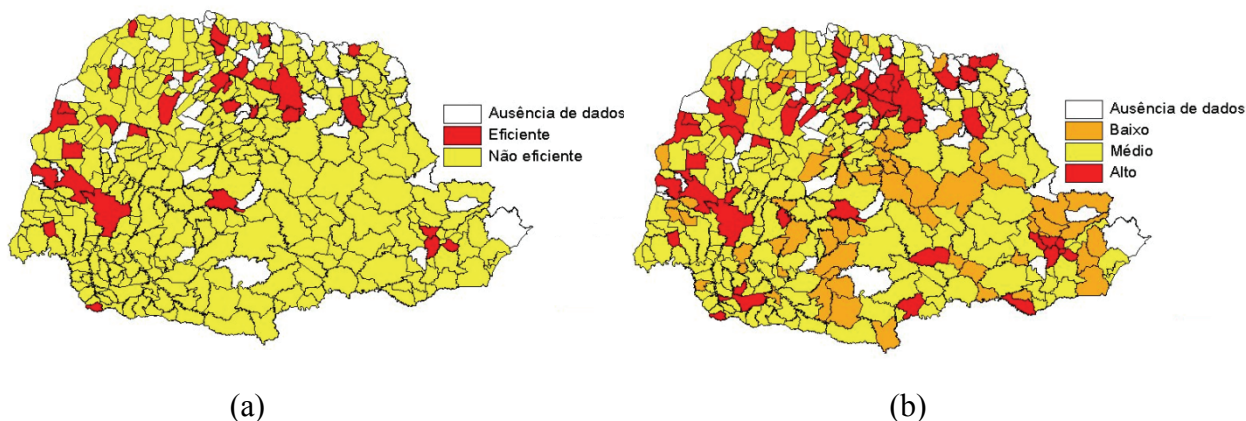 Ausência de dados
Eficiente
Não eficiente
Ausência de dados
Baixo
Médio
Alto
(a)
(b)